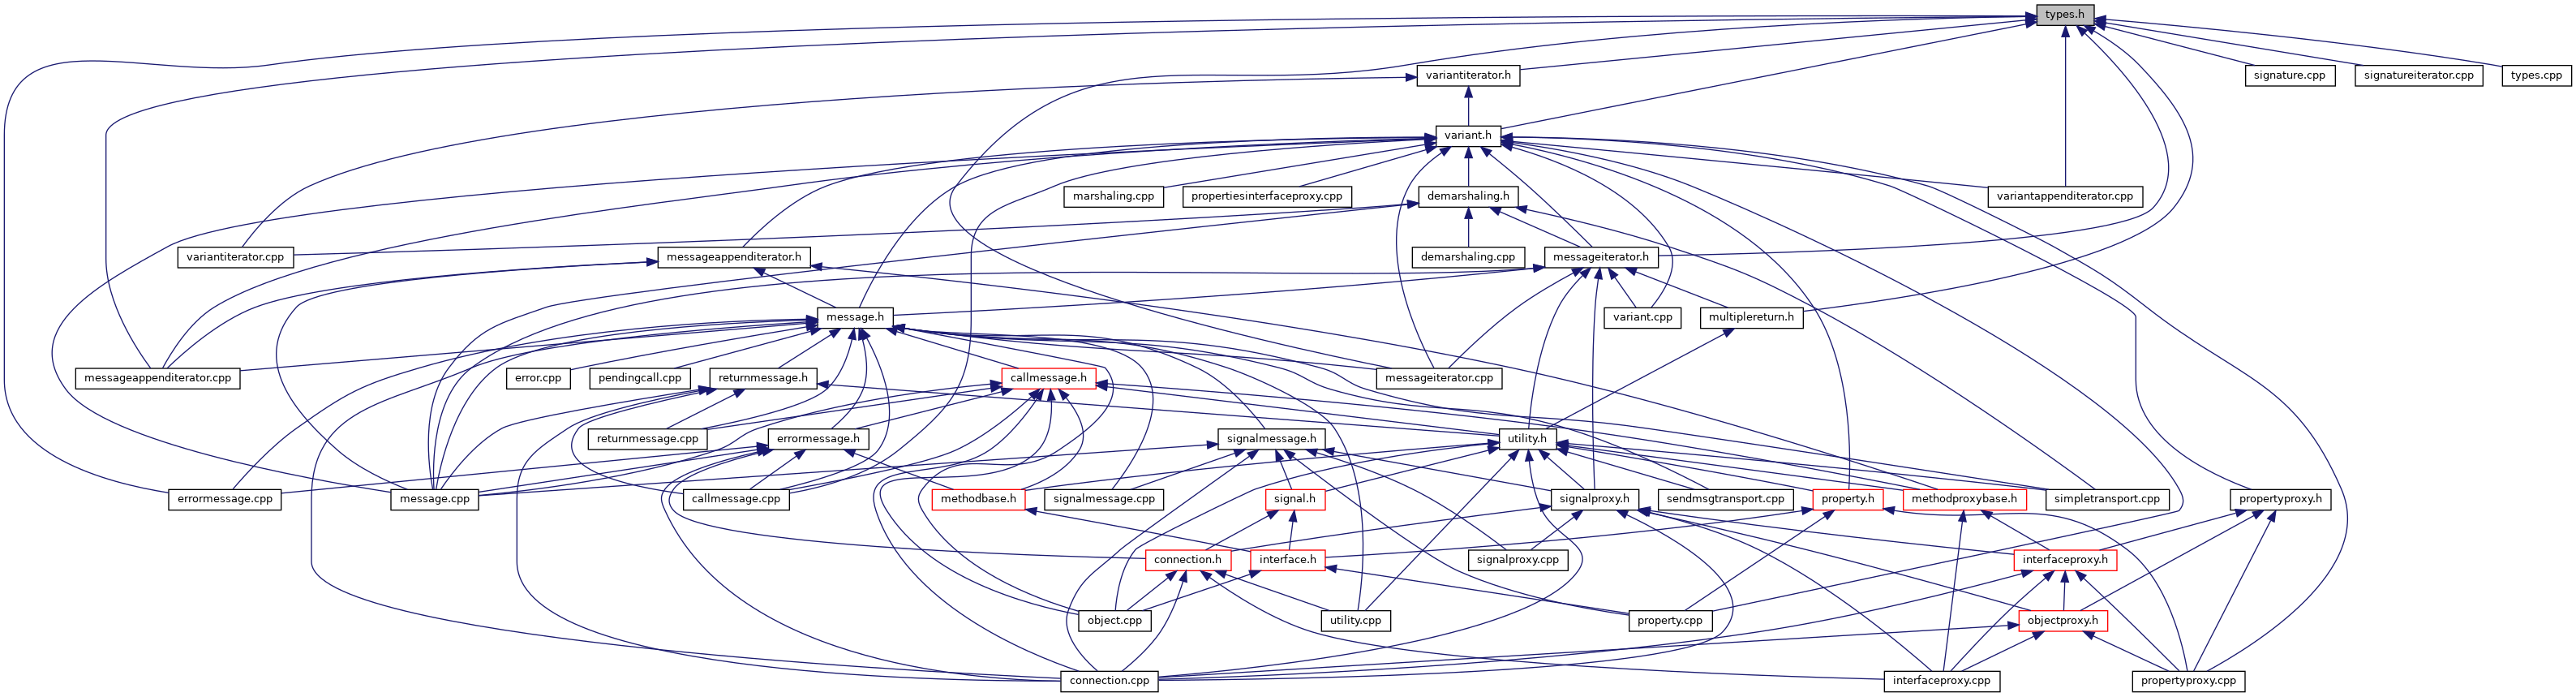 types.h
variantiterator.h
signature.cpp
signatureiterator.cpp
types.cpp
variant.h
marshaling.cpp
propertiesinterfaceproxy.cpp
demarshaling.h
variantappenditerator.cpp
variantiterator.cpp
messageappenditerator.h
demarshaling.cpp
messageiterator.h
message.h
variant.cpp
multiplereturn.h
messageappenditerator.cpp
error.cpp
pendingcall.cpp
returnmessage.h
callmessage.h
messageiterator.cpp
returnmessage.cpp
errormessage.h
signalmessage.h
utility.h
errormessage.cpp
message.cpp
callmessage.cpp
methodbase.h
signalmessage.cpp
signal.h
signalproxy.h
sendmsgtransport.cpp
property.h
methodproxybase.h
simpletransport.cpp
propertyproxy.h
connection.h
interface.h
signalproxy.cpp
interfaceproxy.h
object.cpp
utility.cpp
property.cpp
objectproxy.h
connection.cpp
interfaceproxy.cpp
propertyproxy.cpp